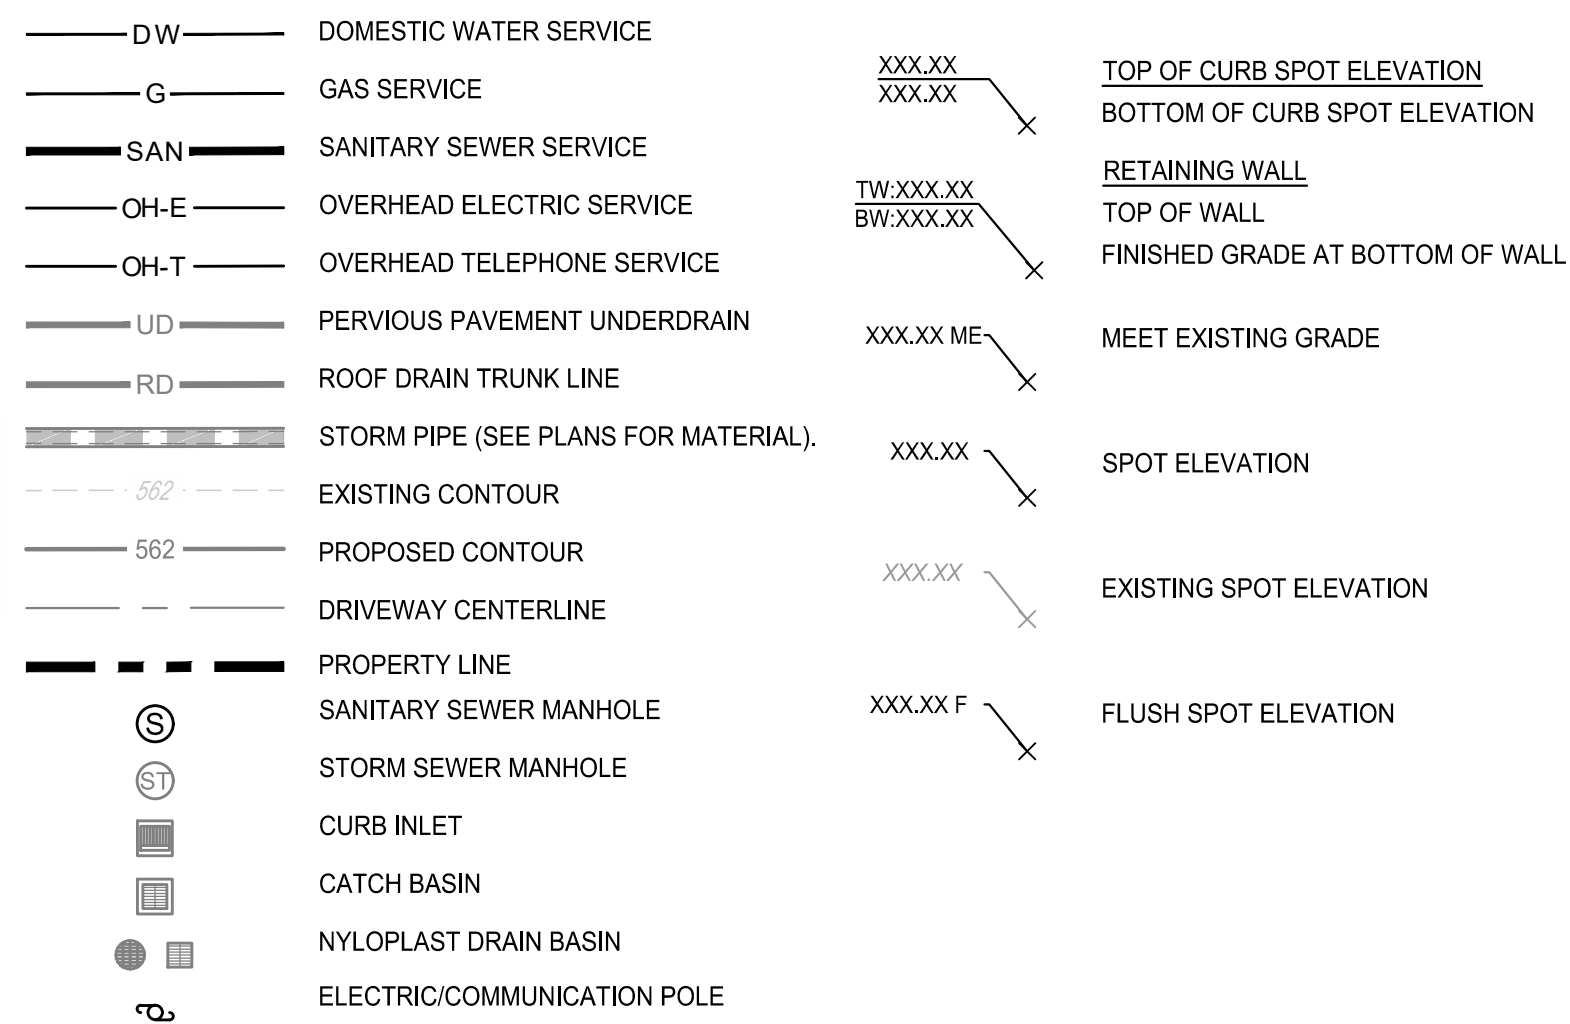 DW DOMESTIC WATER SERVICE
G GAS SERVICE
SAN SANITARY SEWER SERVICE
OH-E OVERHEAD ELECTRIC SERVICE
OH-T OVERHEAD TELEPHONE SERVICE
UD PERVIOUS PAVEMENT UNDERDRAIN
RD ROOF DRAIN TRUNK LINE
STORM PIPE (SEE PLANS FOR MATERIAL).
562 EXISTING CONTOUR
562 PROPOSED CONTOUR
DRIVEWAY CENTERLINE
PROPERTY LINE
S SANITARY SEWER MANHOLE
ST STORM SEWER MANHOLE
CURB INLET
CATCH BASIN
NYLOPLAST DRAIN BASIN
ELECTRIC/COMMUNICATION POLE
XXX.XX TOP OF CURB SPOT ELEVATION
XXX.XX BOTTOM OF CURB SPOT ELEVATION
RETAINING WALL
TW:XXX.XX TOP OF WALL
BW:XXX.XX FINISHED GRADE AT BOTTOM OF WALL
XXX.XX ME MEET EXISTING GRADE
XXX.XX SPOT ELEVATION
XXX.XX EXISTING SPOT ELEVATION
XXX.XX F FLUSH SPOT ELEVATION